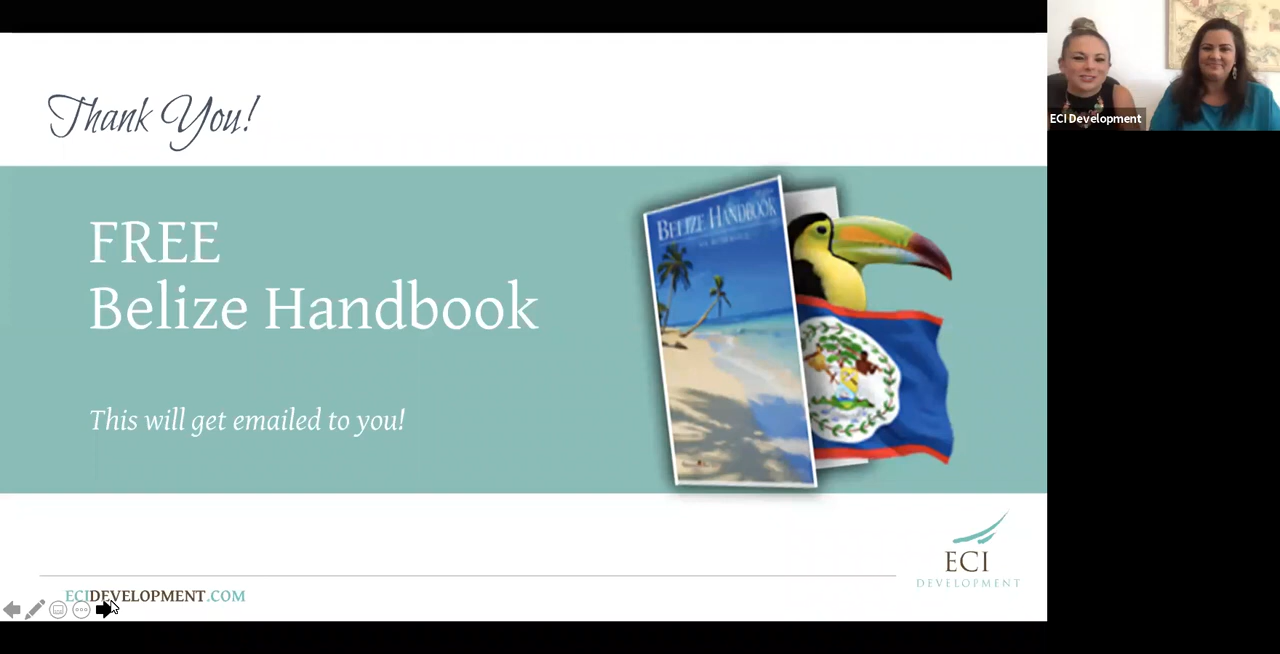 Thank You!
FREE
Belize Handbook
This will get emailed to you!
BELIZE HANDBOOK
ECI
DEVELOPMENT
ECIDEVELOPMENT.COM
ECI Development